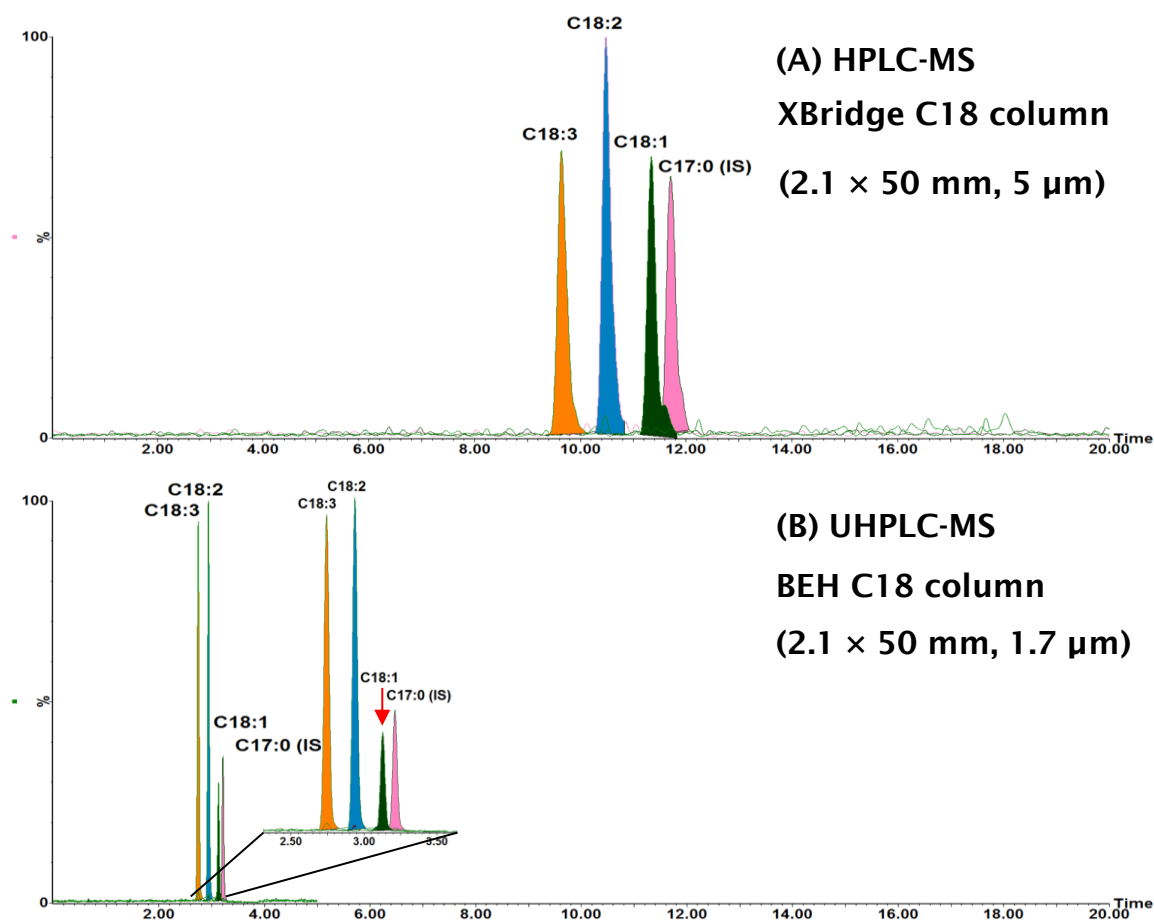 C18:2
100
(A) HPLC-MS
XBridge C18 column
C18:3
C18:1
C17:0 (IS)
(2.1 × 50 mm, 5 µm)
%
0
2.00 4.00 6.00 8.00 10.00 12.00 14.00 16.00 18.00 20.00 Time
C18:2
C18:3
100
C18:2
C18:3
(B) UHPLC-MS
BEH C18 column
(2.1 × 50 mm, 1.7 µm)
C18:1
C17:0 (IS)
%
C18:1
C17:0 (IS
2.50 3.00 3.50
0
2.00 4.00 6.00 8.00 10.00 12.00 14.00 16.00 18.00 20.00 Time